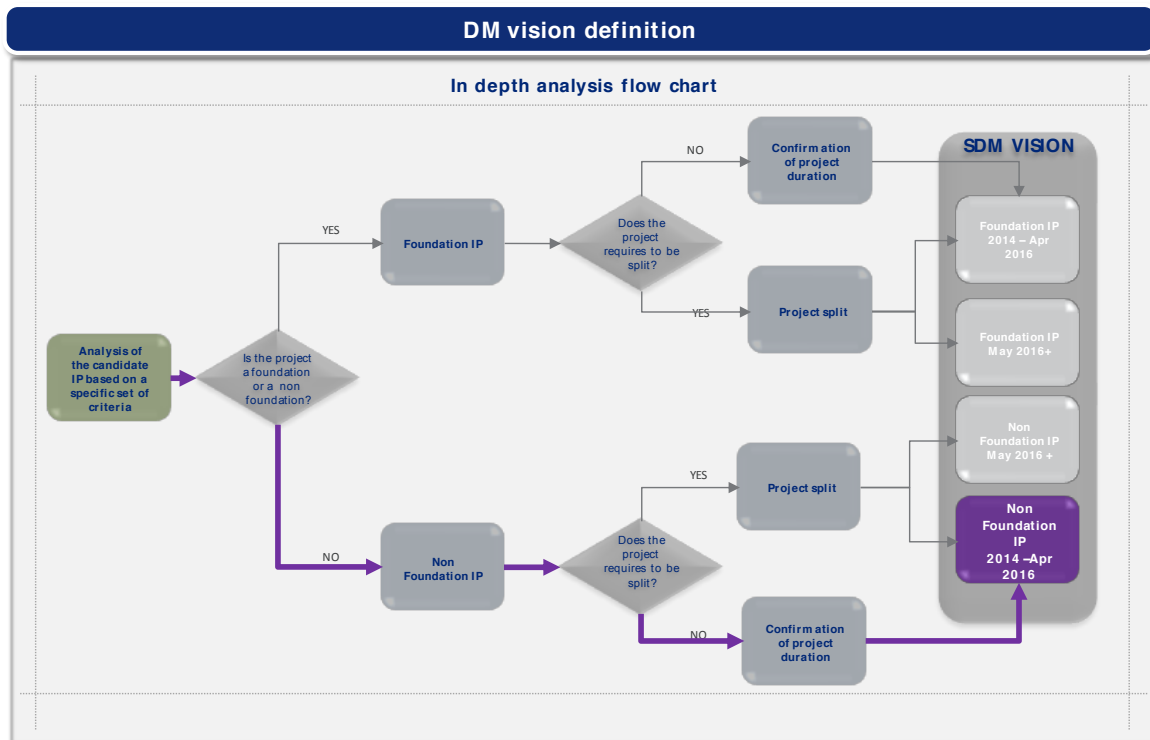 DM vision definition
In depth analysis flow chart
NO
Confirmation
of project
duration
SDM VISION
YES
Foundation IP
Does the
project
requires to be
split?
Foundation IP
2014 – Apr
2016
YES
Project split
Analysis of
the candidate
IP based on a
specific set of
criteria
Is the project
a foundation
or a non
foundation?
Foundation IP
May 2016+
Non
Foundation IP
May 2016 +
YES
Project split
NO
Non
Foundation IP
Does the
project
requires to be
split?
Non
Foundation
IP
2014 –Apr
2016
NO
Confirmation
of project
duration